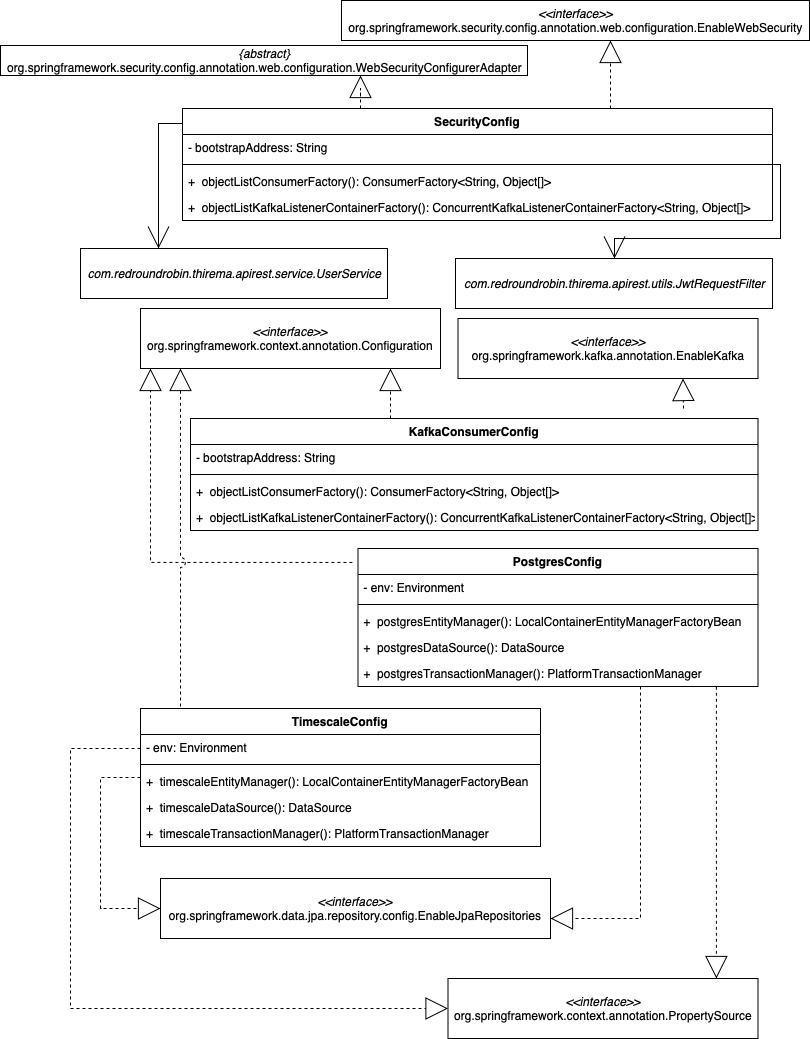 <<interface>>
org.springframework.security.config.annotation.web.configuration.EnableWebSecurity
{abstract}
org.springframework.security.config.annotation.web.configuration.WebSecurityConfigurerAdapter
SecurityConfig
- bootstrapAddress: String
+ objectListConsumerFactory(): ConsumerFactory<String, Object[]>
+ objectListKafkaListenerContainerFactory(): ConcurrentKafkaListenerContainerFactory<String, Object[]>
com.redroundrobin.thirema.apirest.service.UserService
com.redroundrobin.thirema.apirest.utils.JwtRequestFilter
<<interface>>
org.springframework.context.annotation.Configuration
<<interface>>
org.springframework.kafka.annotation.EnableKafka
KafkaConsumerConfig
- bootstrapAddress: String
+ objectListConsumerFactory(): ConsumerFactory<String, Object[]>
+ objectListKafkaListenerContainerFactory(): ConcurrentKafkaListenerContainerFactory<String, Object[]>
PostgresConfig
- env: Environment
+ postgresEntityManager(): LocalContainerEntityManagerFactoryBean
+ postgresDataSource(): DataSource
+ postgresTransactionManager(): PlatformTransactionManager
TimescaleConfig
- env: Environment
+ timescaleEntityManager(): LocalContainerEntityManagerFactoryBean
+ timescaleDataSource(): DataSource
+ timescaleTransactionManager(): PlatformTransactionManager
<<interface>>
org.springframework.data.jpa.repository.config.EnableJpaRepositories
<<interface>>
org.springframework.context.annotation.PropertySource